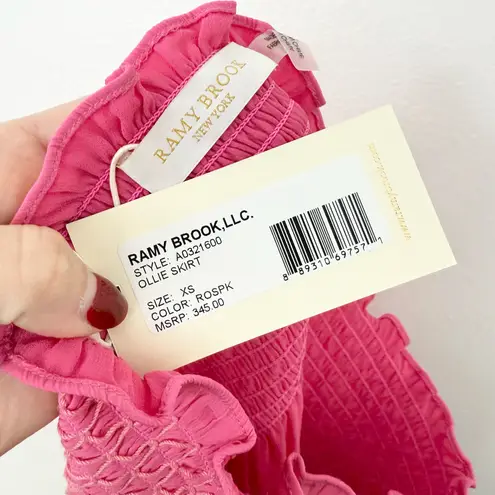 RAMY BROOK
NEW YORK
RAMY BROOK,LLC.
STYLE: A0321600
OLLIE SKIRT
SIZE: XS
COLOR: ROSPK
MSRP: 345.00
8 89310 69757 1